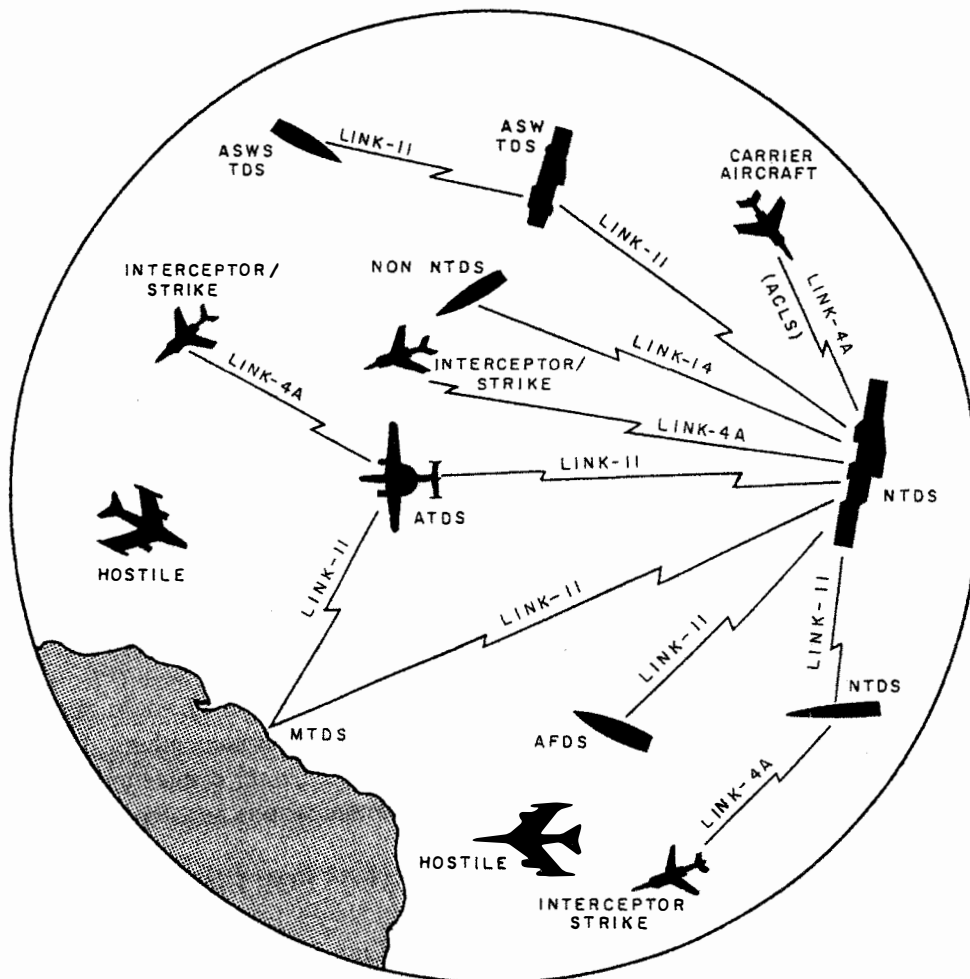 LINK-11
ASW
TDS
ASWS
TDS
CARRIER
AIRCRAFT
LINK-11
NON NTDS
INTERCEPTOR/
STRIKE
LINK-4A
(ACLS)
LINK-14
INTERCEPTOR/
STRIKE
LINK-4A
LINK-4A
LINK-11
NTDS
ATDS
HOSTILE
LINK-11
LINK-11
LINK-11
LINK-11
NTDS
MTDS
AFDS
LINK-4A
HOSTILE
INTERCEPTOR
STRIKE